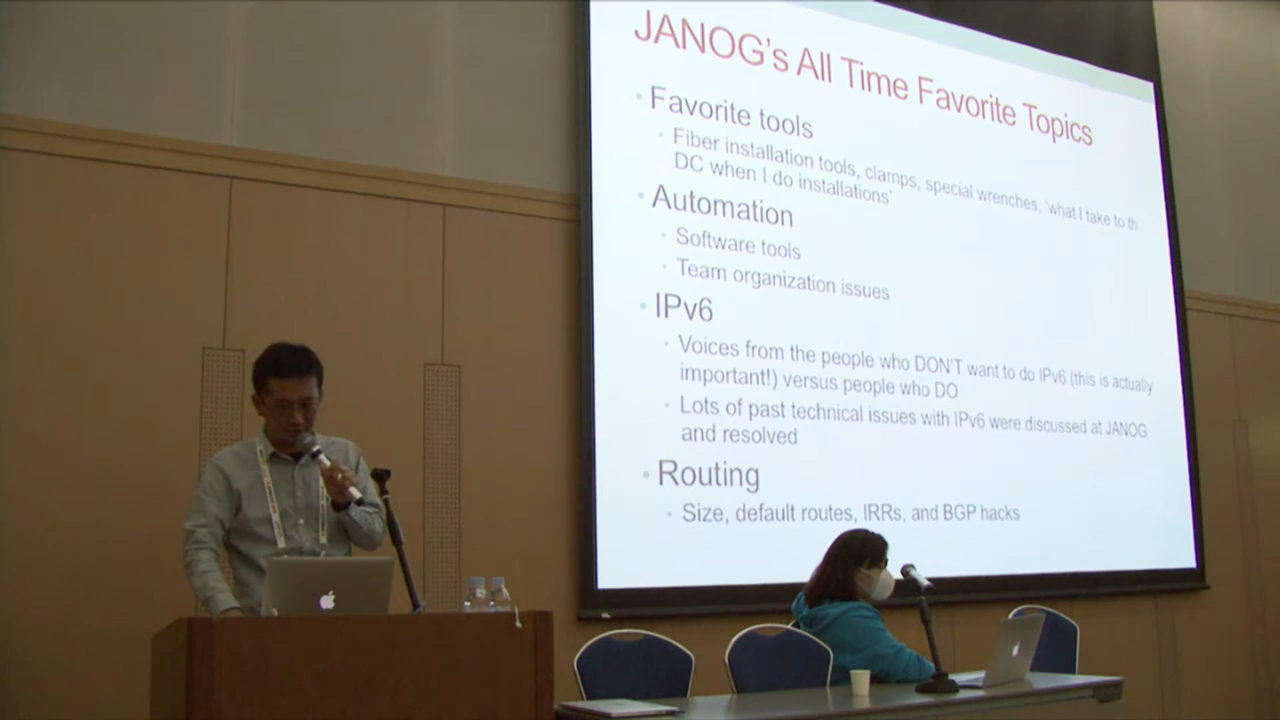 JANOG's All Time Favorite Topics
Favorite tools
Fiber installation tools, clamps, special wrenches, 'what I take to th
DC when I do installations'
Automation
Software tools
Team organization issues
IPv6
Voices from the people who DON'T want to do IPv6 (this is actually
important!) versus people who DO
Lots of past technical issues with IPv6 were discussed at JANOG
and resolved
Routing
Size, default routes, IRRs, and BGP hacks